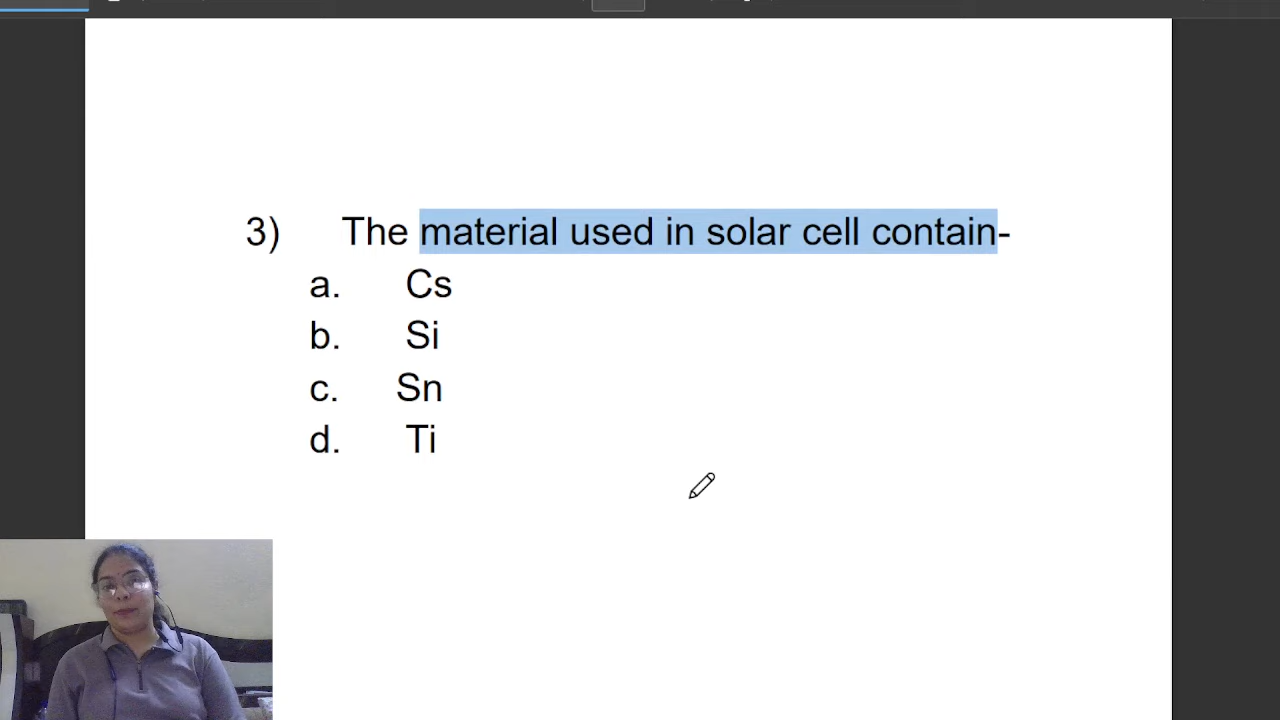 3) The material used in solar cell contain-
a. Cs
b. Si
c. Sn
d. Ti